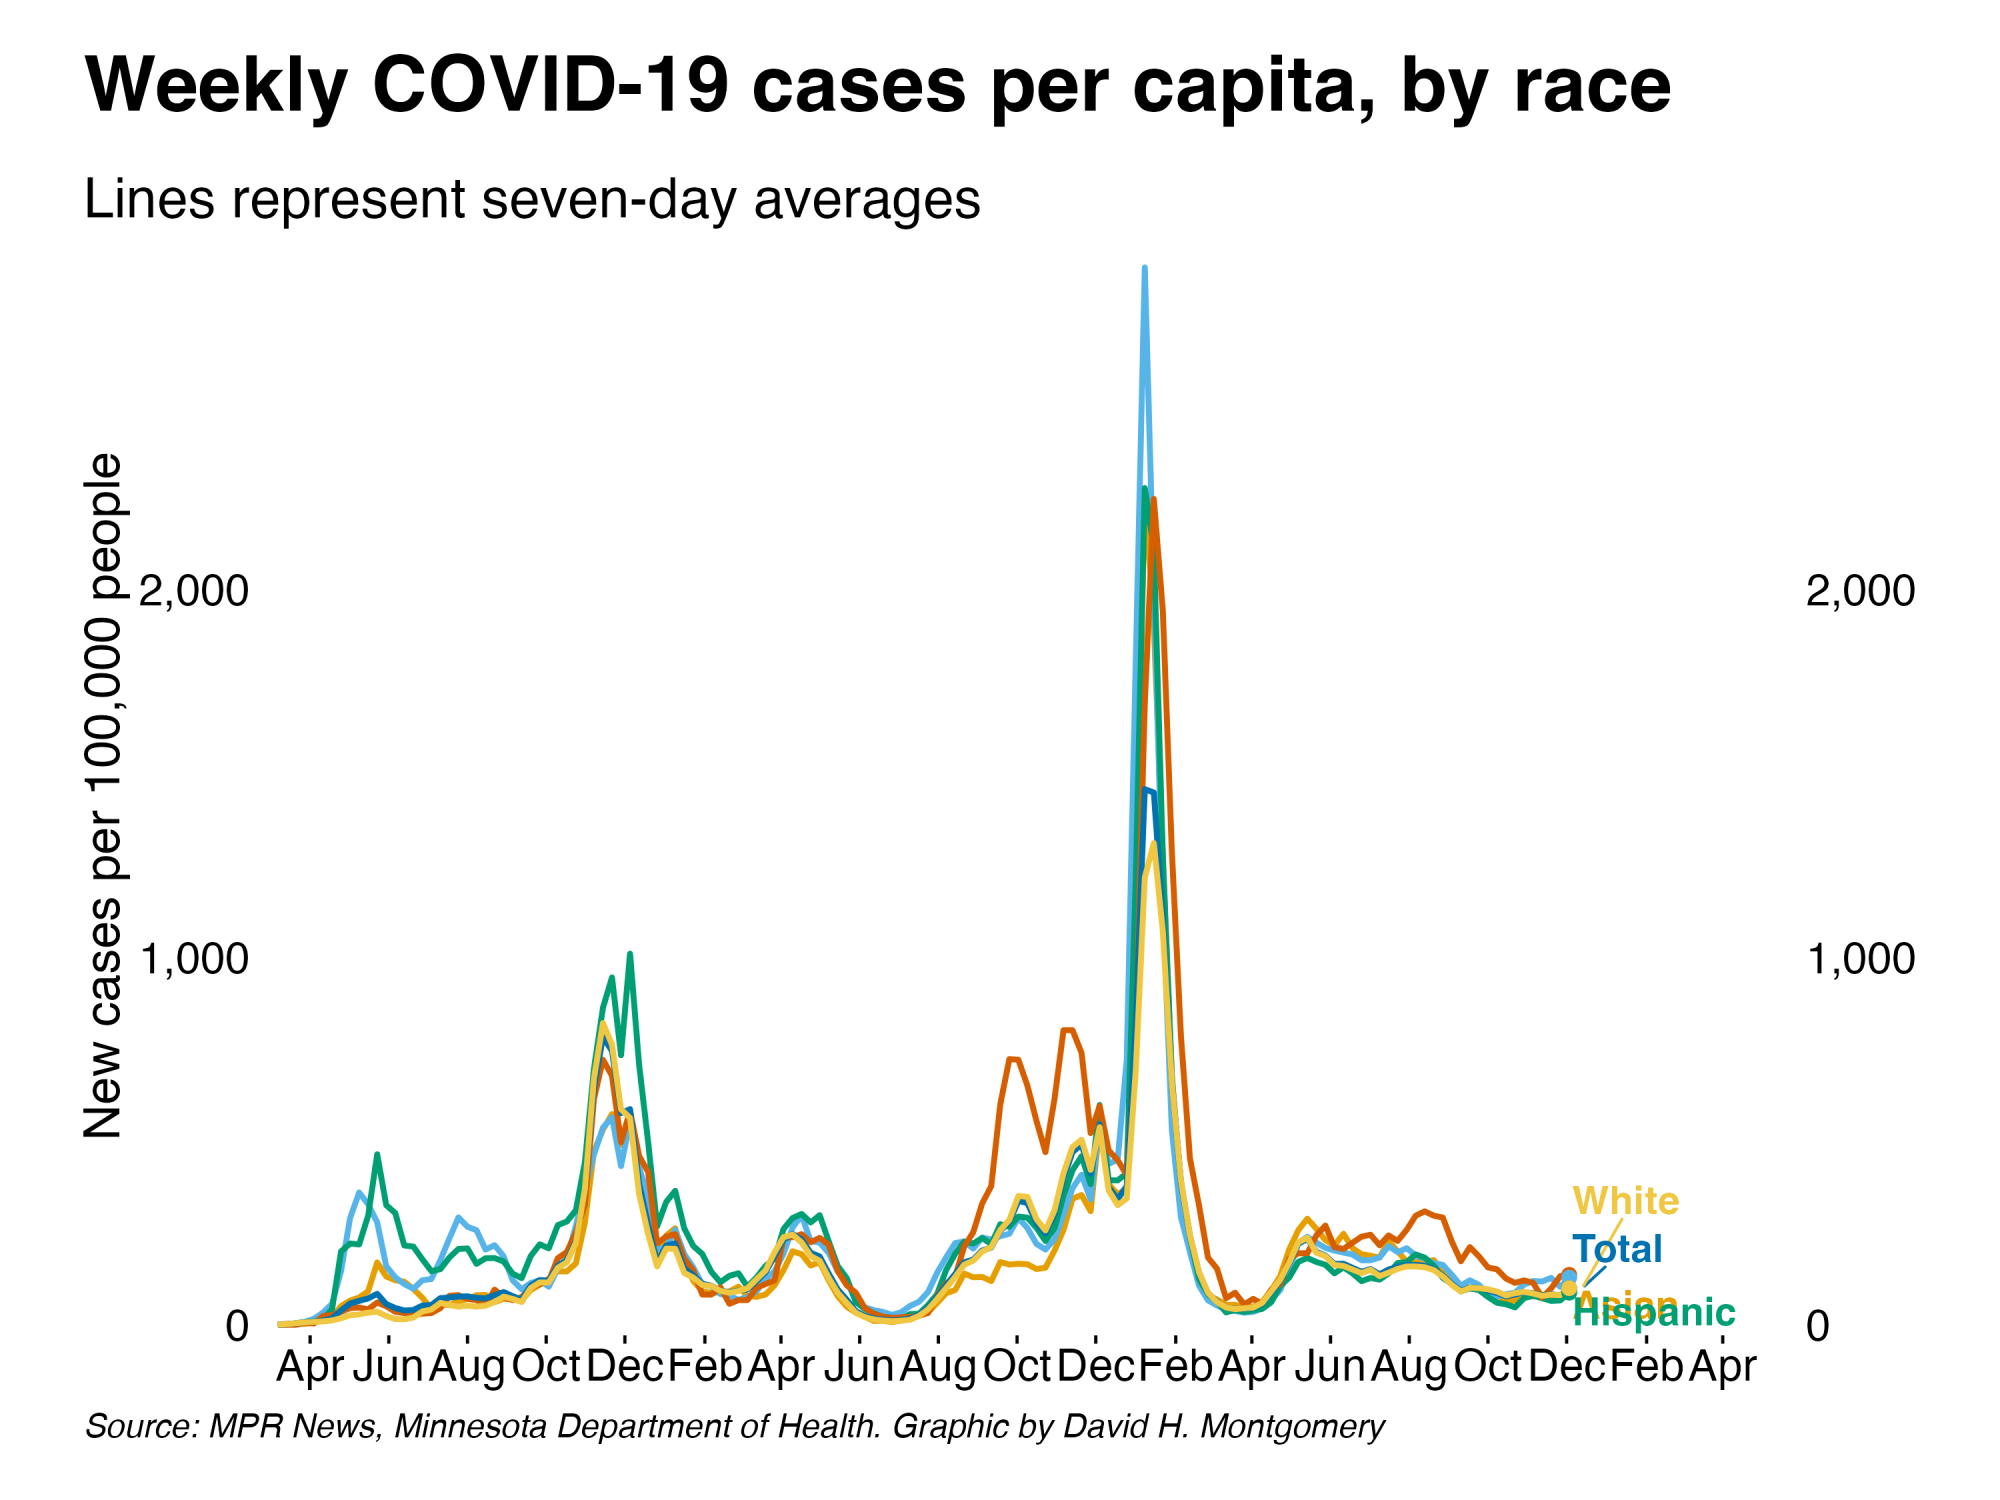 Weekly COVID-19 cases per capita, by race
Lines represent seven-day averages
New cases per 100,000 people
2,000
2,000
1,000
1,000
White
Total
Asian
Hispanic
0
0
Apr Jun Aug Oct Dec Feb Apr Jun Aug Oct Dec Feb Apr Jun Aug Oct Dec Feb Apr
Source: MPR News, Minnesota Department of Health. Graphic by David H. Montgomery